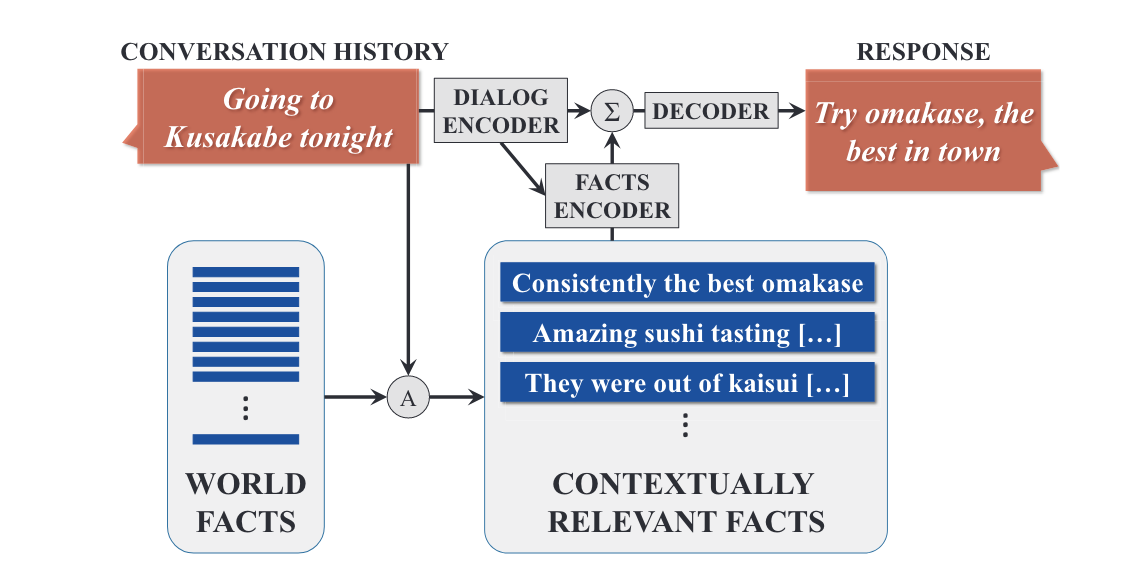 CONVERSATION HISTORY
Going to
Kusakabe tonight
DIALOG
ENCODER
Σ
DECODER
RESPONSE
Try omakase, the
best in town
FACTS
ENCODER
WORLD
FACTS
A
Consistently the best omakase
Amazing sushi tasting […]
They were out of kaisui […]
CONTEXTUALLY
RELEVANT FACTS